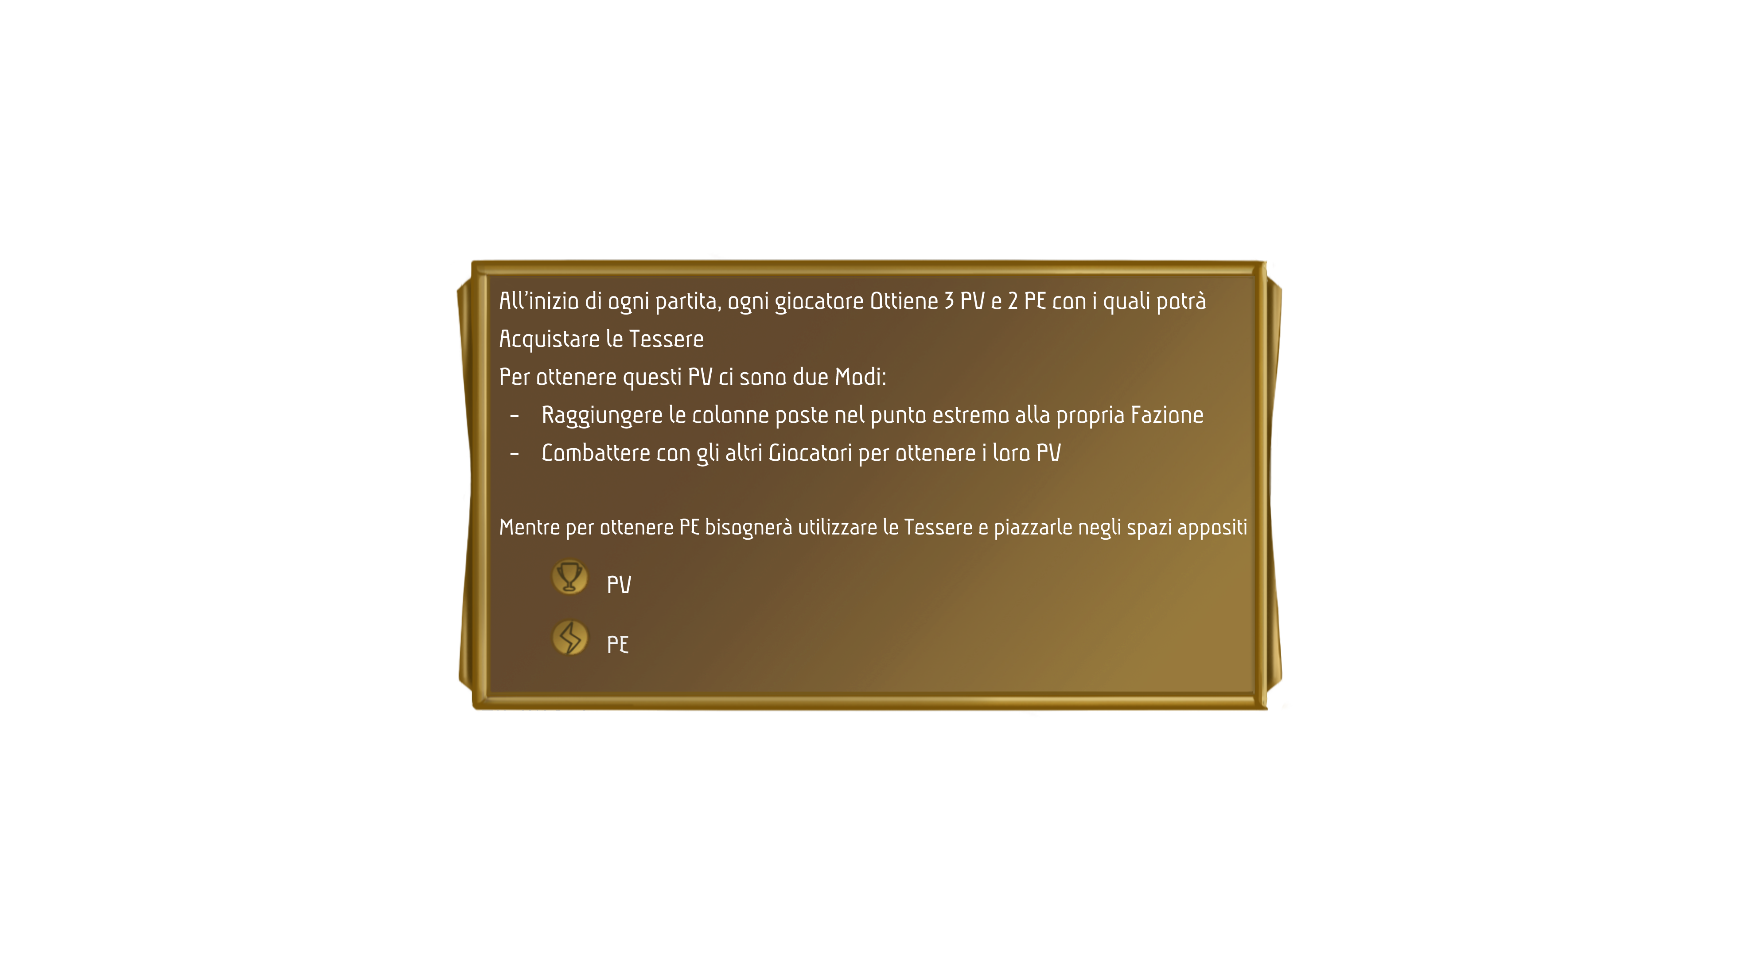 All'inizio di ogni partita, ogni giocatore Ottiene 3 PV e 2 PE con i quali potrà
Acquistare le Tessere
Per ottenere questi PV ci sono due Modi:
- Raggiungere le colonne poste nel punto estremo alla propria Fazione
- Combattere con gli altri Giocatori per ottenere i loro PV
Mentre per ottenere PE bisognerà utilizzare le Tessere e piazzarle negli spazi appositi
PV
PE